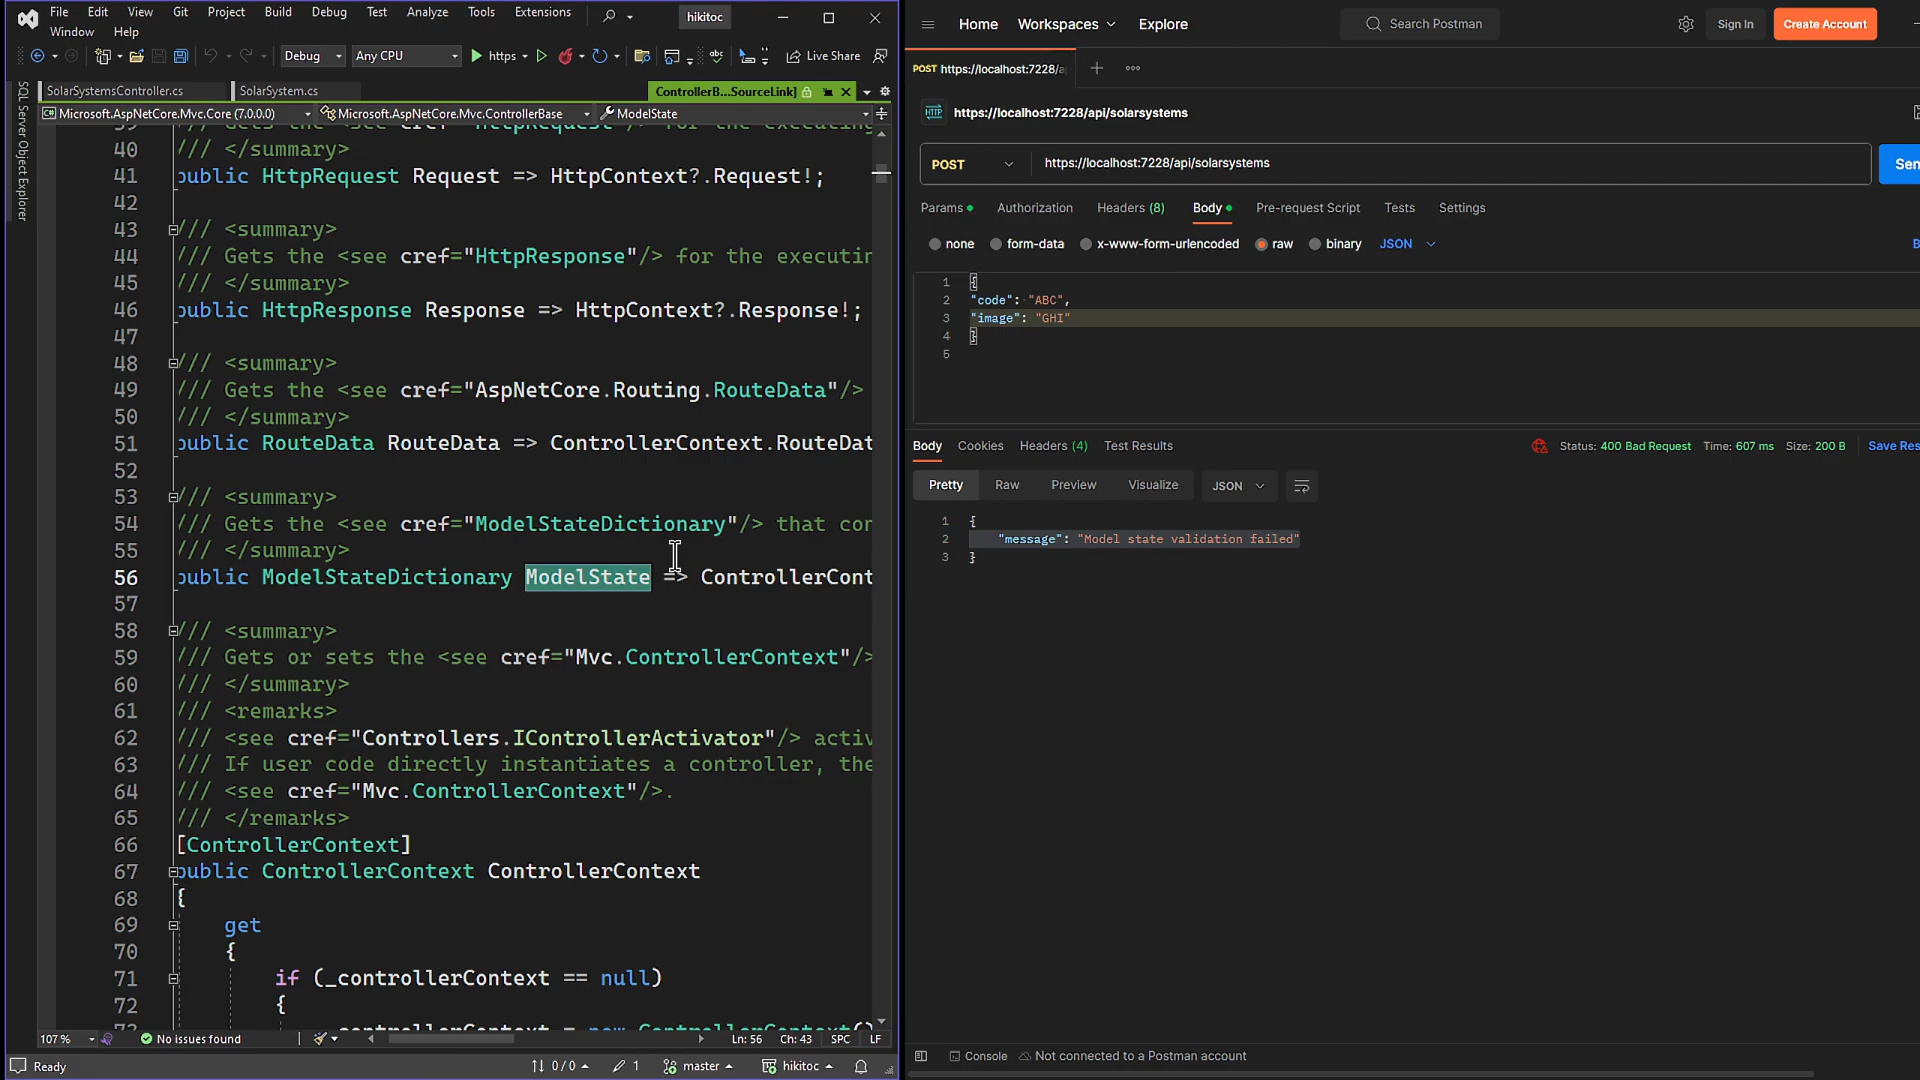 File Edit View Git Project Build Debug Test Analyze Tools Extensions
Window Help
hikitoc
Debug Any CPU https Live Share
SolarSystemsController.cs SolarSystem.cs ControllerB...SourceLink]
Microsoft.AspNetCore.Mvc.Core (7.0.0.0) Microsoft.AspNetCore.Mvc.ControllerBase ModelState
SQL Server Object Explorer
40 /// </summary>
41 public HttpRequest Request => HttpContext?.Request!;
42
43 /// <summary>
44 /// Gets the <see cref="HttpResponse"/> for the executin
45 /// </summary>
46 public HttpResponse Response => HttpContext?.Response!;
47
48 /// <summary>
49 /// Gets the <see cref="AspNetCore.Routing.RouteData"/>
50 /// </summary>
51 public RouteData RouteData => ControllerContext.RouteDat
52
53 /// <summary>
54 /// Gets the <see cref="ModelStateDictionary"/> that con
55 /// </summary>
56 public ModelStateDictionary ModelState => ControllerCont
57
58 /// <summary>
59 /// Gets or sets the <see cref="Mvc.ControllerContext"/>
60 /// </summary>
61 /// <remarks>
62 /// <see cref="Controllers.IControllerActivator"/> activ
63 /// If user code directly instantiates a controller, the
64 /// <see cref="Mvc.ControllerContext"/>.
65 /// </remarks>
66 [ControllerContext]
67 public ControllerContext ControllerContext
68 {
69 get
70 {
71 if (_controllerContext == null)
72 {
107 % No issues found Ln: 56 Ch: 43 SPC LF
Ready 0 / 0 1 master hikitoc
Home Workspaces Explore Search Postman Sign In Create Account
POST https://localhost:7228/a
https://localhost:7228/api/solarsystems
POST https://localhost:7228/api/solarsystems Sen
Params Authorization Headers (8) Body Pre-request Script Tests Settings
none form-data x-www-form-urlencoded raw binary JSON B
1 {
2 "code": "ABC",
3 "image": "GHI"
4 }
5
Body Cookies Headers (4) Test Results Status: 400 Bad Request Time: 607 ms Size: 200 B Save Res
Pretty Raw Preview Visualize JSON
1 {
2 "message": "Model state validation failed"
3 }
Console Not connected to a Postman account